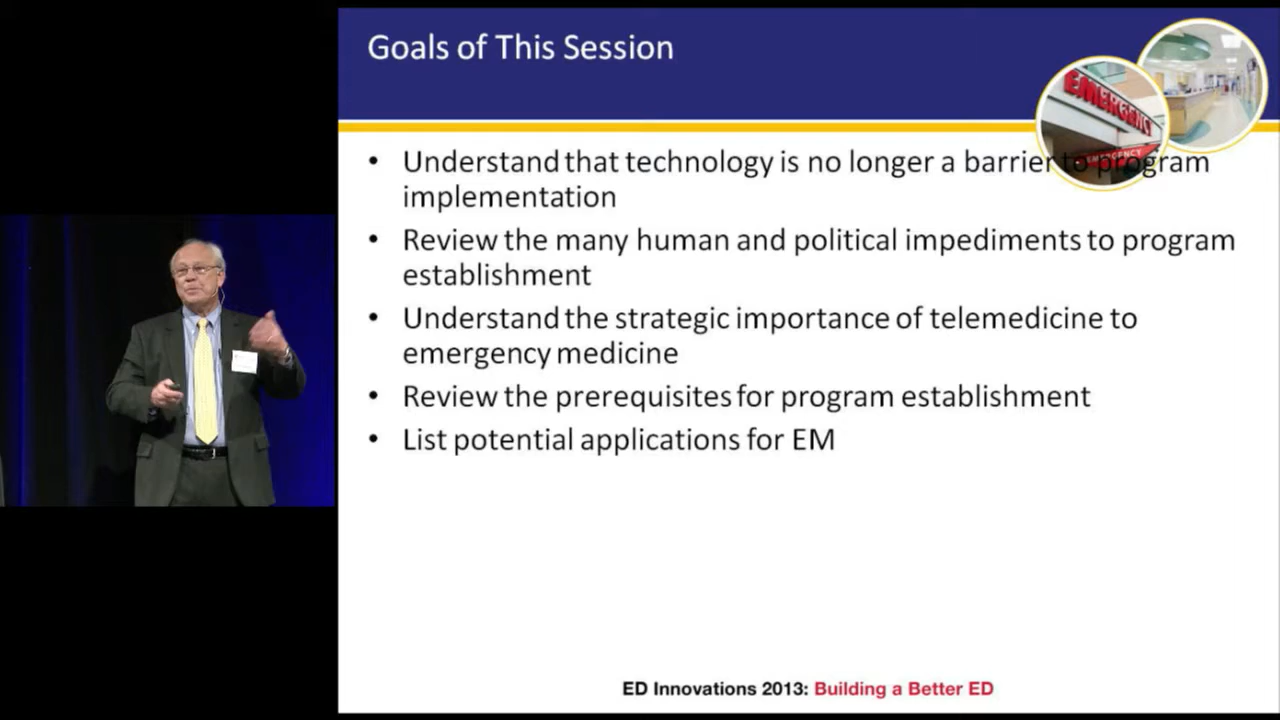 Goals of This Session
EMERGENC
EMERGENCY
• Understand that technology is no longer a barrier to program
implementation
• Review the many human and political impediments to program
establishment
• Understand the strategic importance of telemedicine to
emergency medicine
• Review the prerequisites for program establishment
• List potential applications for EM
ED Innovations 2013: Building a Better ED